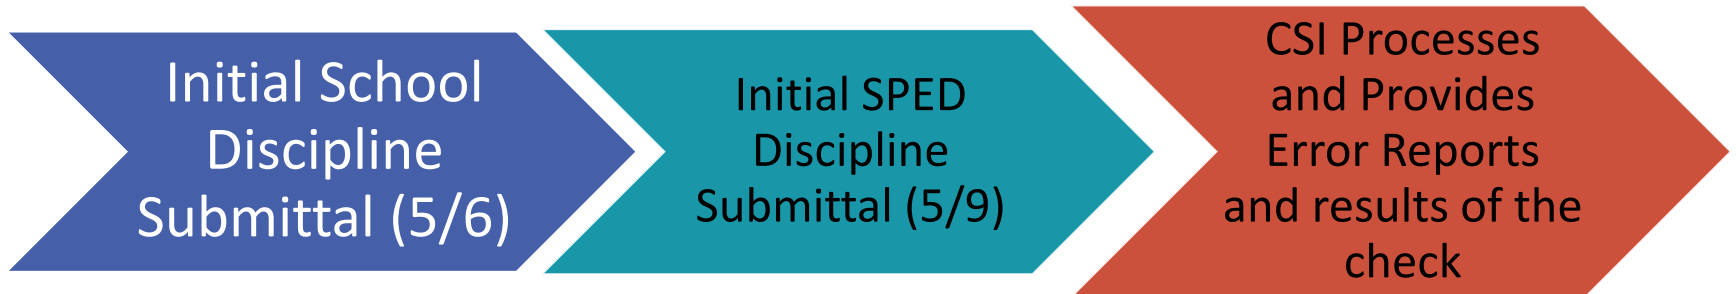 Initial School
Discipline
Submittal (5/6)
Initial SPED
Discipline
Submittal (5/9)
CSI Processes
and Provides
Error Reports
and results of the
check